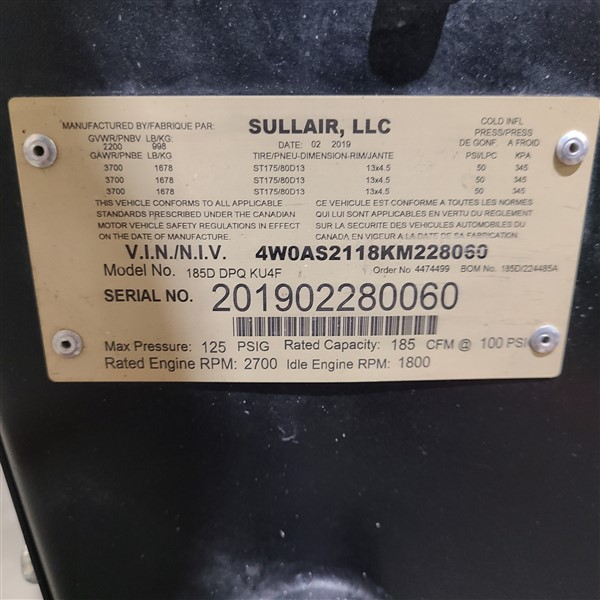 MANUFACTURED BY/FABRIQUE PAR: SULLAIR, LLC
COLD INFL
PRESS/PRESS
DE GONF. A FROID
GVWR/PNBV LB/KG:
2200 998
DATE: 02 2019
GAWR/PNBE LB/KG TIRE/PNEU-DIMENSION-RIM/JANTE PSI/LPC KPA
3700 1678 ST175/80D13 13x4.5 50 345
3700 1678 ST175/80D13 13x4.5 50 345
3700 1678 ST175/80D13 13x4.5 50 345
THIS VEHICLE CONFORMS TO ALL APPLICABLE
STANDARDS PRESCRIBED UNDER THE CANADIAN
MOTOR VEHICLE SAFETY REGULATIONS IN EFFECT
ON THE DATE OF MANUFACTURE.
CE VEHICULE EST CONFORME A TOUTES LES NORMES
QUI LUI SONT APPLICABLES EN VERTU DU REGLEMENT
SUR LA SECURITE DES VEHICULES AUTOMOBILES DU
CANADA EN VIGUEUR A LA DATE DE SA FABRICATION.
V.I.N./N.I.V. 4W0AS2118KM228060
Model No. 185D DPQ KU4F Order No 4474499 BOM No. 185D/224485A
SERIAL NO. 201902280060
Max Pressure: 125 PSIG Rated Capacity: 185 CFM @ 100 PSIG
Rated Engine RPM: 2700 Idle Engine RPM: 1800